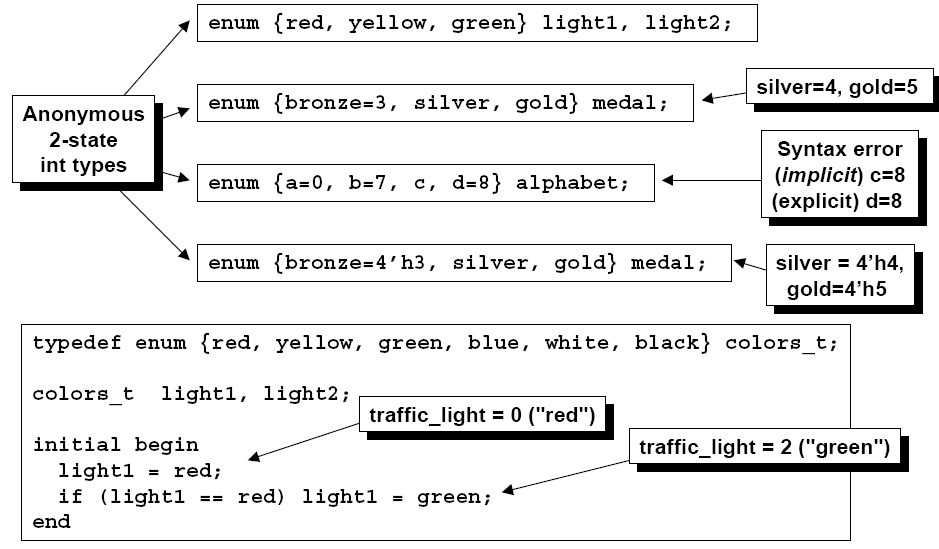 enum {red, yellow, green} light1, light2;
Anonymous
2-state
int types
enum {bronze=3, silver, gold} medal;
silver=4, gold=5
enum {a=0, b=7, c, d=8} alphabet;
Syntax error
(implicit) c=8
(explicit) d=8
enum {bronze=4’h3, silver, gold} medal;
silver = 4’h4,
gold=4’h5
typedef enum {red, yellow, green, blue, white, black} colors_t;
colors_t  light1, light2;
traffic_light = 0 ("red")
initial begin
traffic_light = 2 ("green")
light1 = red;
if (light1 == red) light1 = green;
end